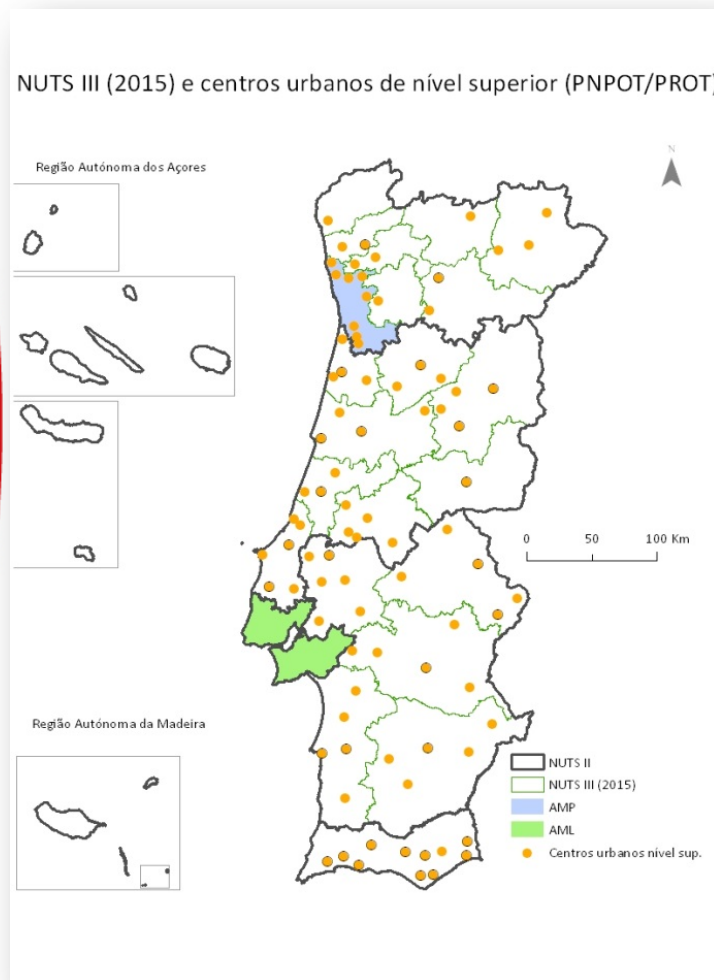 NUTS III (2015) e centros urbanos de nível superior (PNPOT/PROT)
Região Autónoma dos Açores
N
0 50 100 Km
Região Autónoma da Madeira
NUTS II
NUTS III (2015)
AMP
AML
Centros urbanos nível sup.